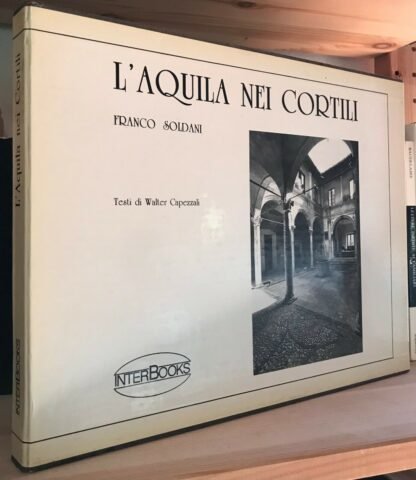 L'AQUILA NEI CORTILI
FRANCO SOLDANI
Testi di Walter Capezzali
INTERBOOKS
L'Aquila nei Cortili
INTERBOOKS